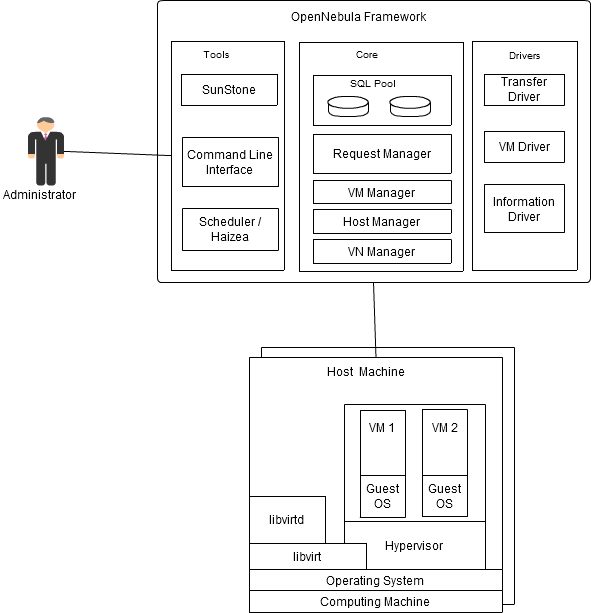 OpenNebula Framework
Tools
SunStone
Command Line
Interface
Scheduler /
Haizea
Core
SQL Pool
Request Manager
VM Manager
Host Manager
VN Manager
Drivers
Transfer
Driver
VM Driver
Information
Driver
Administrator
Host Machine
VM 1
Guest
OS
VM 2
Guest
OS
libvirtd
libvirt
Hypervisor
Operating System
Computing Machine